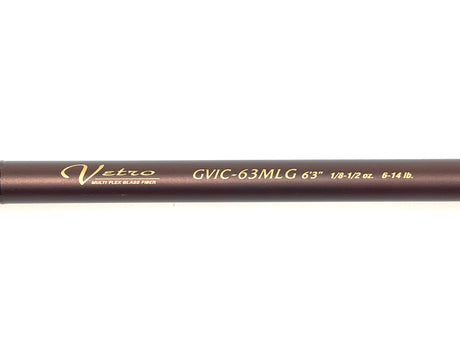 Vetro GVIC-63MLG 6'3" 1/8-1/2 oz. 6-14 lb.
MULTI FLEX GLASS FIBER